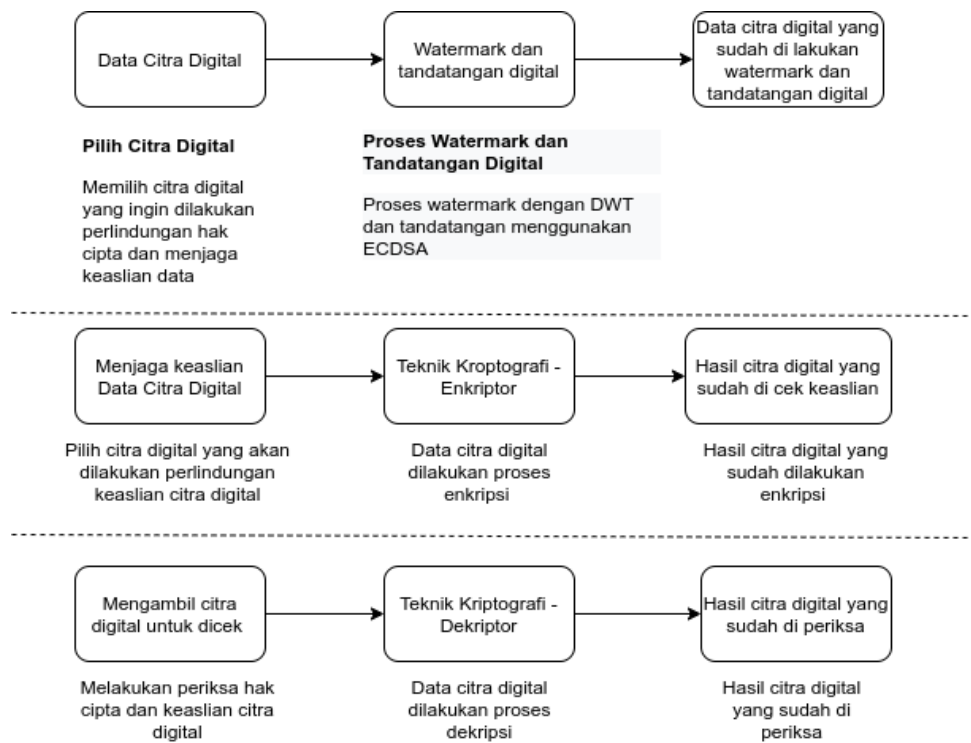 Data Citra Digital
Watermark dan
tandatangan digital
Data citra digital yang
sudah di lakukan
watermark dan
tandatangan digital
Pilih Citra Digital
Memilih citra digital
yang ingin dilakukan
perlindungan hak
cipta dan menjaga
keaslian data
Proses Watermark dan
Tandatangan Digital
Proses watermark dengan DWT
dan tandatangan menggunakan
ECDSA
Menjaga keaslian
Data Citra Digital
Teknik Kroptografi -
Enkriptor
Hasil citra digital yang
sudah di cek keaslian
Pilih citra digital yang akan
dilakukan perlindungan
keaslian citra digital
Data citra digital
dilakukan proses
enkripsi
Hasil citra digital yang
sudah dilakukan
enkripsi
Mengambil citra
digital untuk dicek
Teknik Kriptografi -
Dekriptor
Hasil citra digital yang
sudah di periksa
Melakukan periksa hak
cipta dan keaslian citra
digital
Data citra digital
dilakukan proses
dekripsi
Hasil citra digital
yang sudah di
periksa